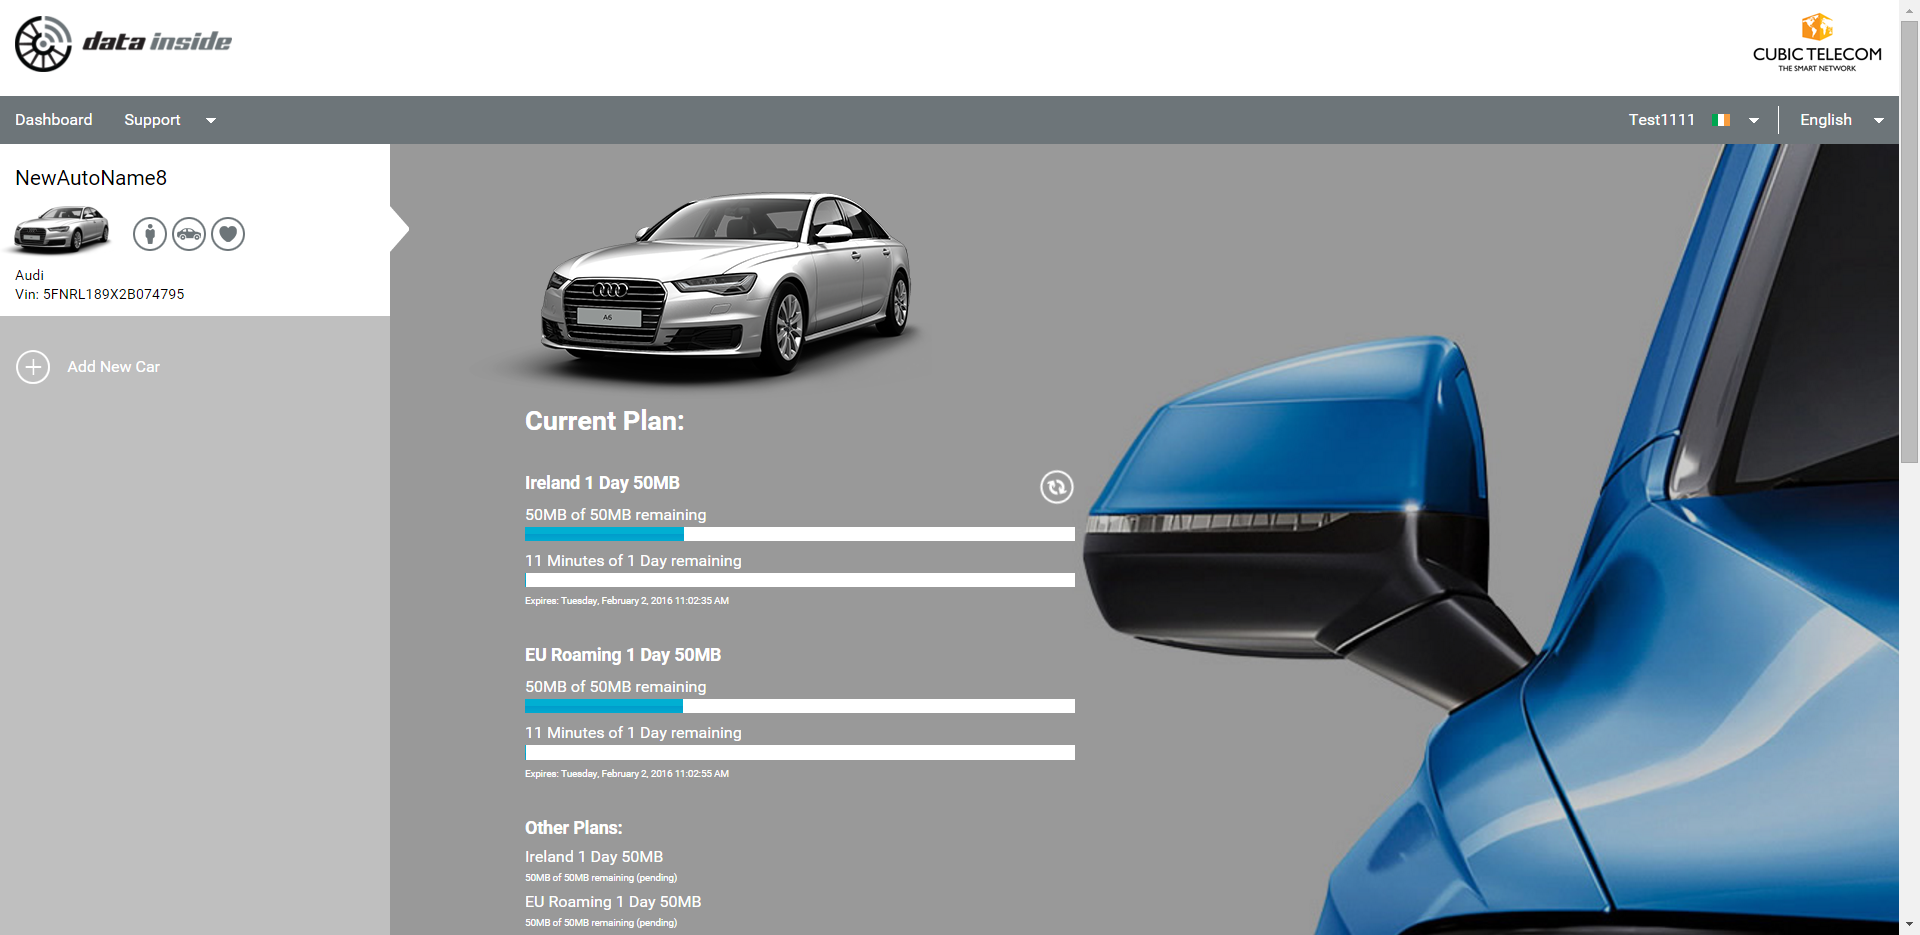 data inside
CUBIC TELECOM
THE SMART NETWORK
Dashboard
Support
Test1111
English
NewAutoName8
Audi
Vin: 5FNRL189X2B074795
Add New Car
A6
Current Plan:
Ireland 1 Day 50MB
50MB of 50MB remaining
11 Minutes of 1 Day remaining
Expires: Tuesday, February 2, 2016 11:02:35 AM
EU Roaming 1 Day 50MB
50MB of 50MB remaining
11 Minutes of 1 Day remaining
Expires: Tuesday, February 2, 2016 11:02:55 AM
Other Plans:
Ireland 1 Day 50MB
50MB of 50MB remaining (pending)
EU Roaming 1 Day 50MB
50MB of 50MB remaining (pending)